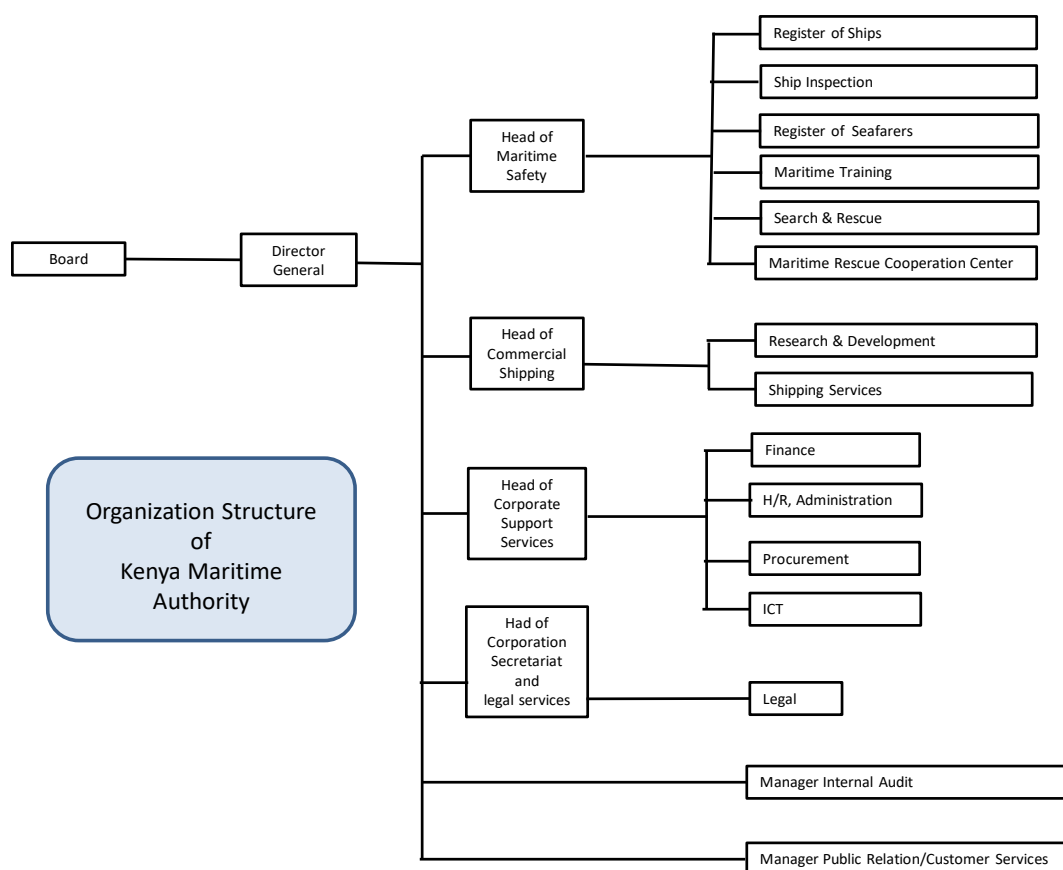 Board
Director
General
Head of
Maritime
Safety
Register of Ships
Ship Inspection
Register of Seafarers
Maritime Training
Search & Rescue
Maritime Rescue Cooperation Center
Head of
Commercial
Shipping
Research & Development
Shipping Services
Head of
Corporate
Support
Services
Finance
H/R, Administration
Procurement
ICT
Had of
Corporation
Secretariat
and
legal services
Legal
Manager Internal Audit
Manager Public Relation/Customer Services
Organization Structure
of
Kenya Maritime
Authority